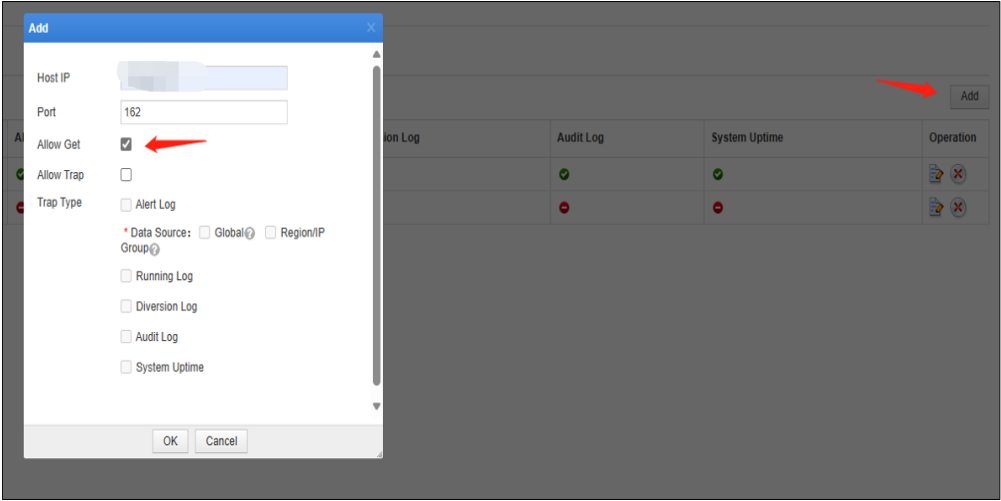 Add
X
Host IP
Port 162
Add
Allow Get
ion Log Audit Log System Uptime Operation
Allow Trap
Trap Type Alert Log
* Data Source: Global Region/IP
Group
Running Log
Diversion Log
Audit Log
System Uptime
OK Cancel